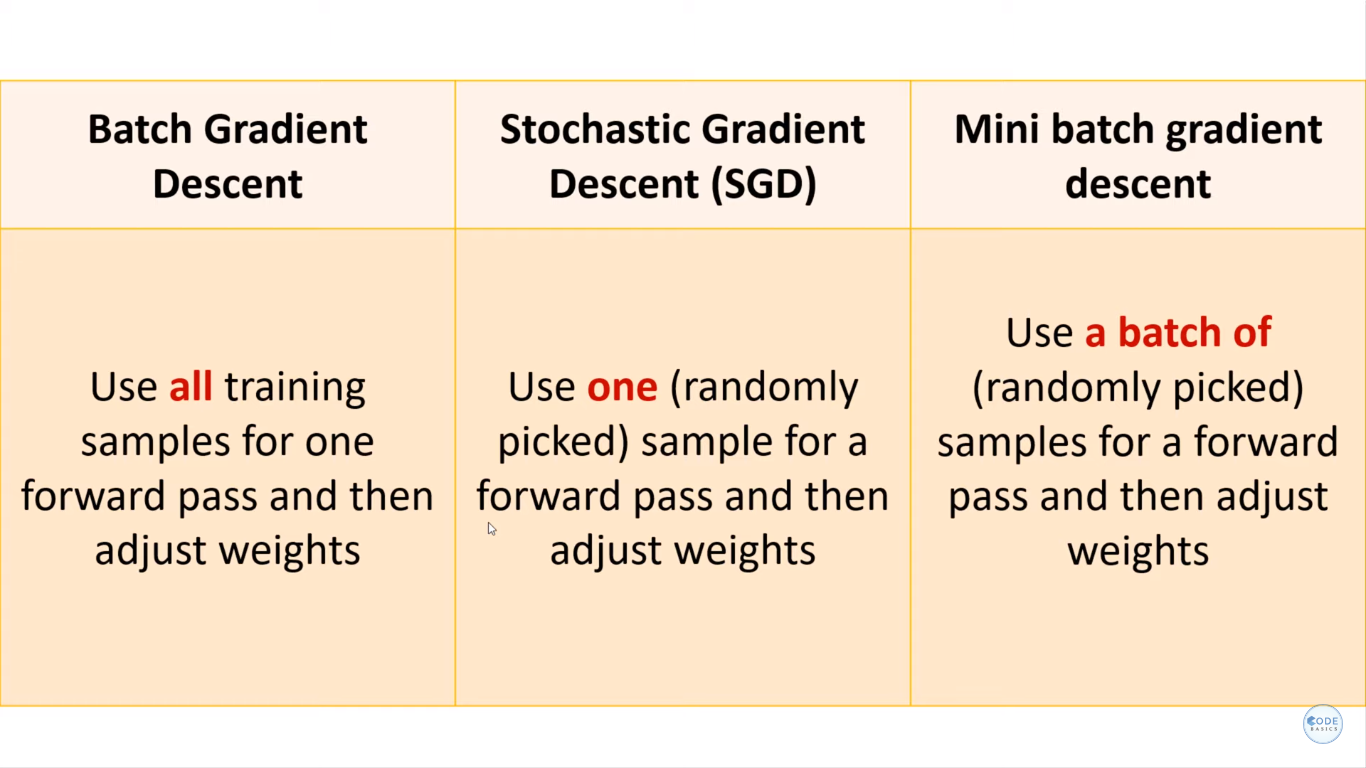 Batch Gradient
Descent
Stochastic Gradient
Descent (SGD)
Mini batch gradient
descent
Use all training
samples for one
forward pass and then
adjust weights
Use one (randomly
picked) sample for a
forward pass and then
adjust weights
Use a batch of
(randomly picked)
samples for a forward
pass and then adjust
weights
CODE
BASICS